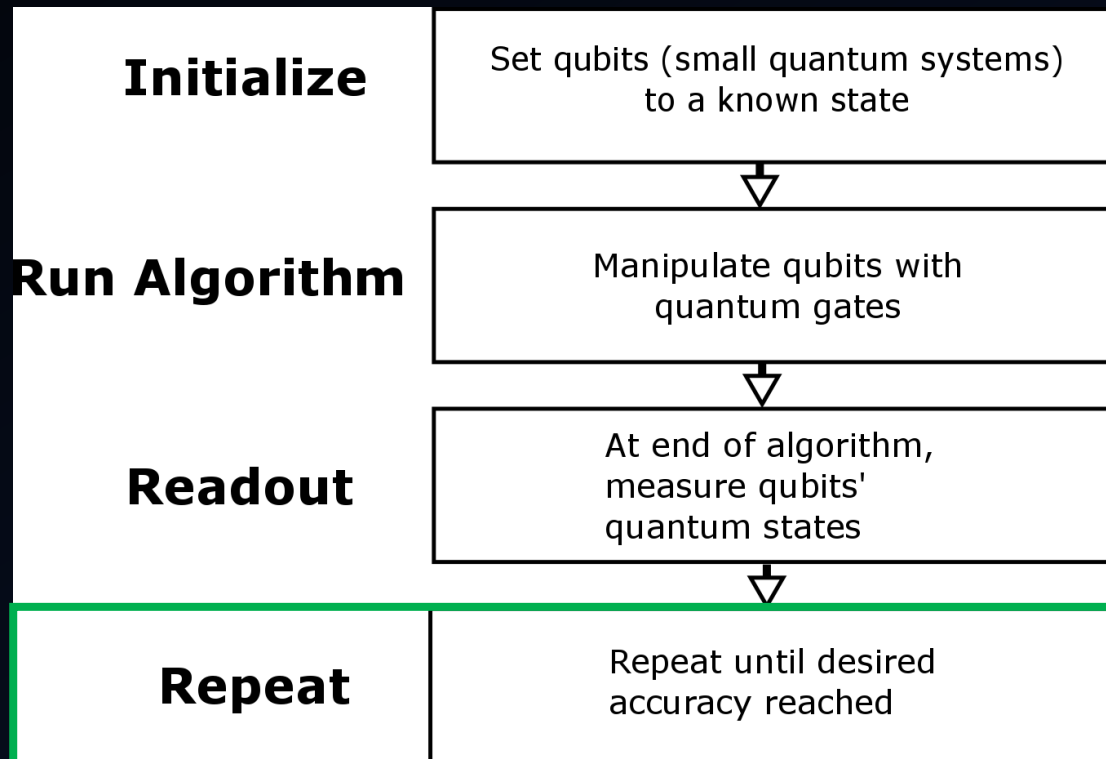 Initialize
Set qubits (small quantum systems)
to a known state
Run Algorithm
Manipulate qubits with
quantum gates
Readout
At end of algorithm,
measure qubits'
quantum states
Repeat
Repeat until desired
accuracy reached